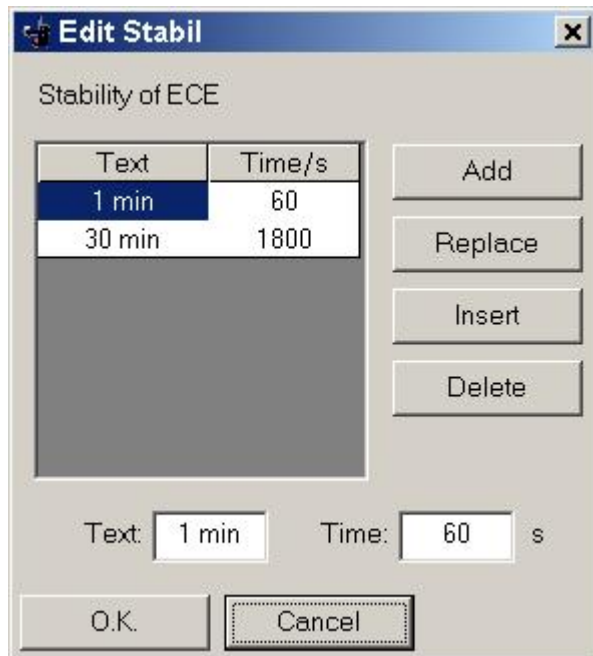 Edit Stabil
Stability of ECE
Text Time/s
1 min 60
30 min 1800
Add
Replace
Insert
Delete
Text: 1 min Time: 60 s
O.K. Cancel